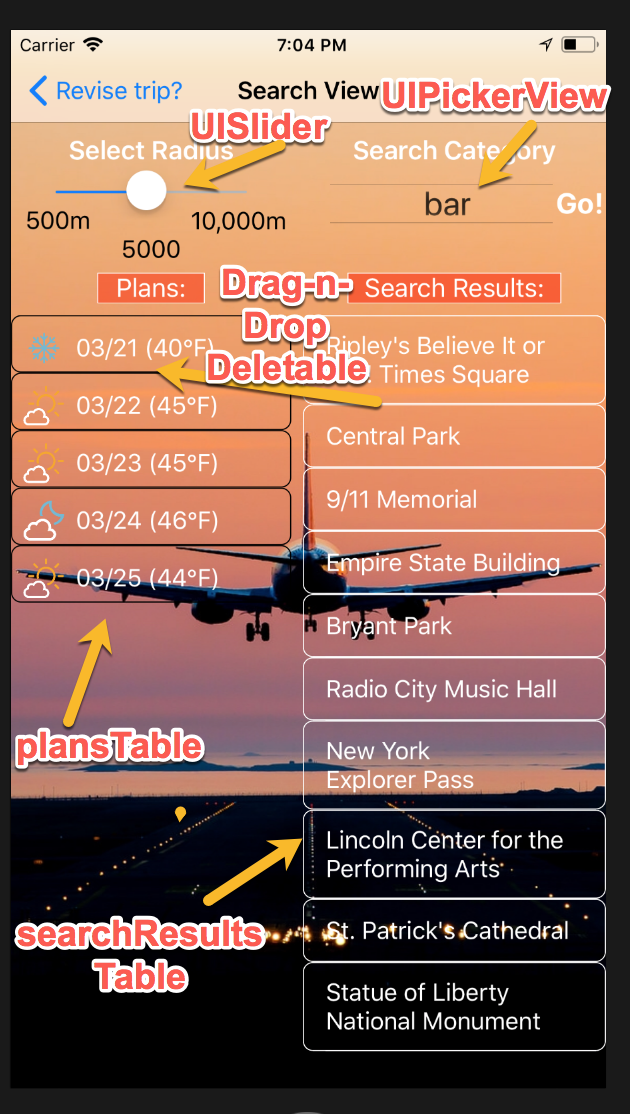 Carrier 7:04 PM
Revise trip? Search View
UIPickerView
UISlider
Select Radius Search Category
bar Go!
500m 10,000m
5000
Plans: Search Results:
Drag-n-
Drop
Deletable
03/21 (40°F)
03/22 (45°F)
03/23 (45°F)
03/24 (46°F)
03/25 (44°F)
plansTable
Ripley's Believe It or
Times Square
Central Park
9/11 Memorial
Empire State Building
Bryant Park
Radio City Music Hall
New York
Explorer Pass
Lincoln Center for the
Performing Arts
St. Patrick's Cathedral
Statue of Liberty
National Monument
searchResults
Table